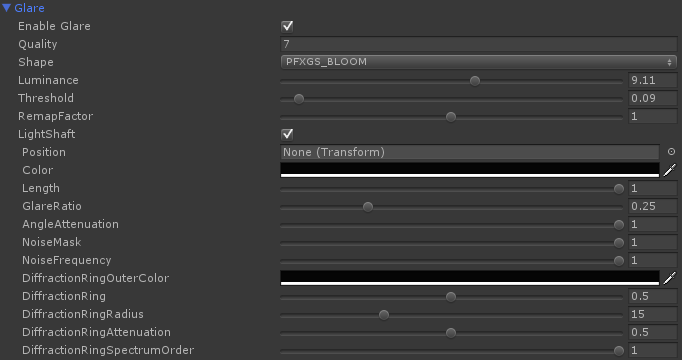 Glare
Enable Glare
Quality 7
Shape PFXGS_BLOOM
Luminance 9.11
Threshold 0.09
RemapFactor 1
LightShaft
Position None (Transform)
Color
Length 1
GlareRatio 0.25
AngleAttenuation 1
NoiseMask 1
NoiseFrequency 1
DiffractionRingOuterColor
DiffractionRing 0.5
DiffractionRingRadius 15
DiffractionRingAttenuation 0.5
DiffractionRingSpectrumOrder 1